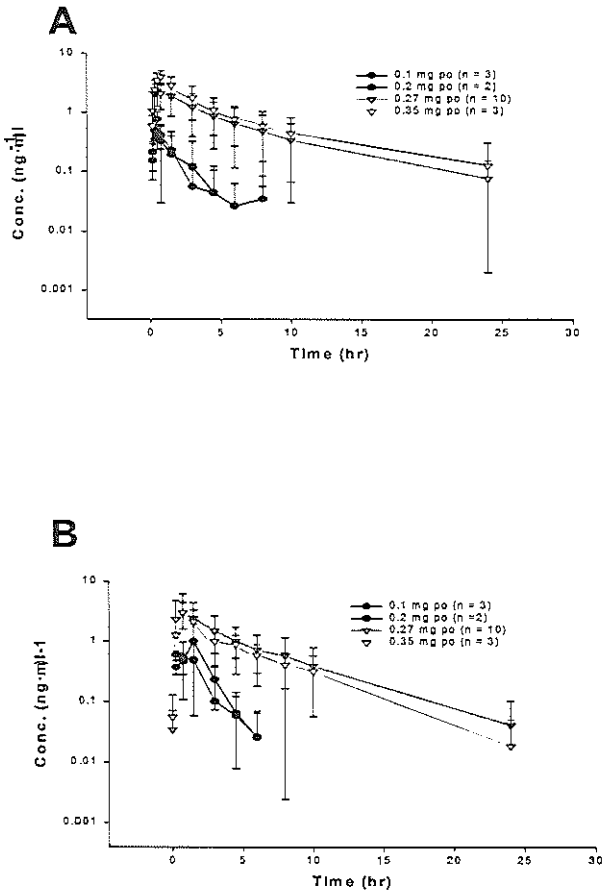 A
10
1
0.1
0.01
0.001
Conc. (ng·ml
0 5 10 15 20 25 30
Time (hr)
0.1 mg po (n = 3)
0.2 mg po (n = 2)
0.27 mg po (n = 10)
0.35 mg po (n = 3)
B
10
1
0.1
0.01
0.001
Conc. (ng·ml-1
0 5 10 15 20 25 30
Time (hr)
0.1 mg po (n = 3)
0.2 mg po (n =2)
0.27 mg po (n = 10)
0.35 mg po (n = 3)